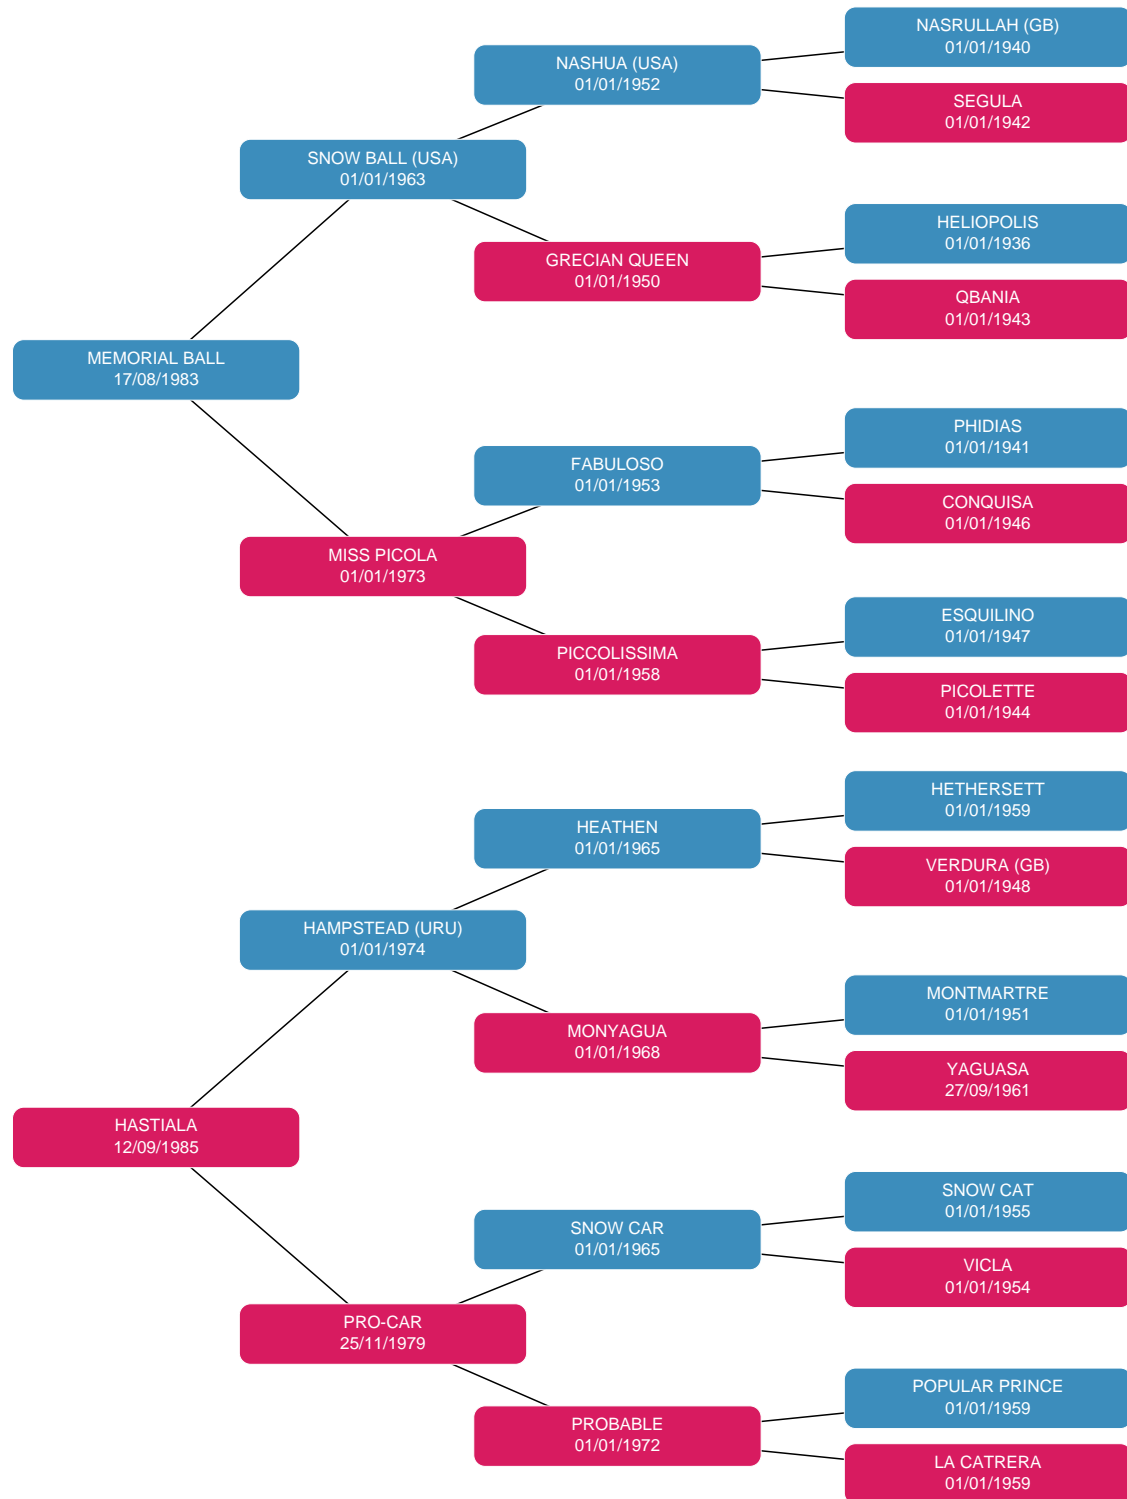 NASRULLAH (GB)
01/01/1940
NASHUA (USA)
01/01/1952
SEGULA
01/01/1942
SNOW BALL (USA)
01/01/1963
HELIOPOLIS
01/01/1936
GRECIAN QUEEN
01/01/1950
QBANIA
01/01/1943
MEMORIAL BALL
17/08/1983
PHIDIAS
01/01/1941
FABULOSO
01/01/1953
CONQUISA
01/01/1946
MISS PICOLA
01/01/1973
ESQUILINO
01/01/1947
PICCOLISSIMA
01/01/1958
PICOLETTE
01/01/1944
HETHERSETT
01/01/1959
HEATHEN
01/01/1965
VERDURA (GB)
01/01/1948
HAMPSTEAD (URU)
01/01/1974
MONTMARTRE
01/01/1951
MONYAGUA
01/01/1968
YAGUASA
27/09/1961
HASTIALA
12/09/1985
SNOW CAT
01/01/1955
SNOW CAR
01/01/1965
VICLA
01/01/1954
PRO-CAR
25/11/1979
POPULAR PRINCE
01/01/1959
PROBABLE
01/01/1972
LA CATRERA
01/01/1959